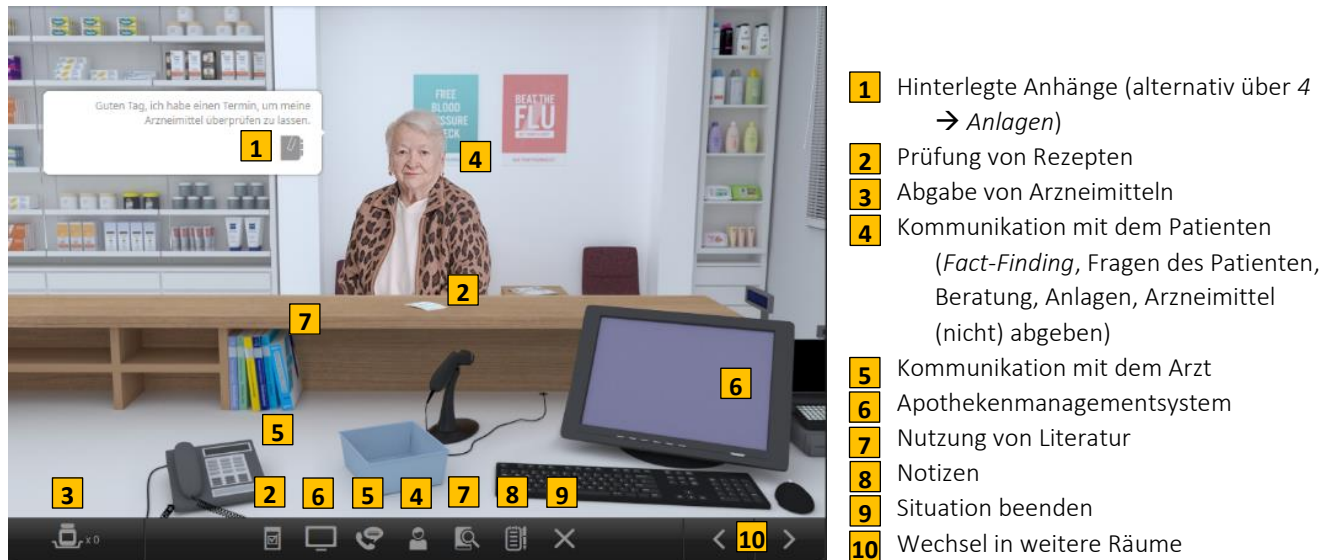 Guten Tag, ich habe einen Termin, um meine
Arzneimittel überprüfen zu lassen.
1
FREE
BLOOD
PRESSURE
CHECK
BEAT THE
FLU
4
2
7
6
5
3
2
6
5
4
7
8
9
10
x 0
1 Hinterlegte Anhänge (alternativ über 4
→ Anlagen)
2 Prüfung von Rezepten
3 Abgabe von Arzneimitteln
4 Kommunikation mit dem Patienten
(Fact-Finding, Fragen des Patienten,
Beratung, Anlagen, Arzneimittel
(nicht) abgeben)
5 Kommunikation mit dem Arzt
6 Apothekenmanagementsystem
7 Nutzung von Literatur
8 Notizen
9 Situation beenden
10 Wechsel in weitere Räume